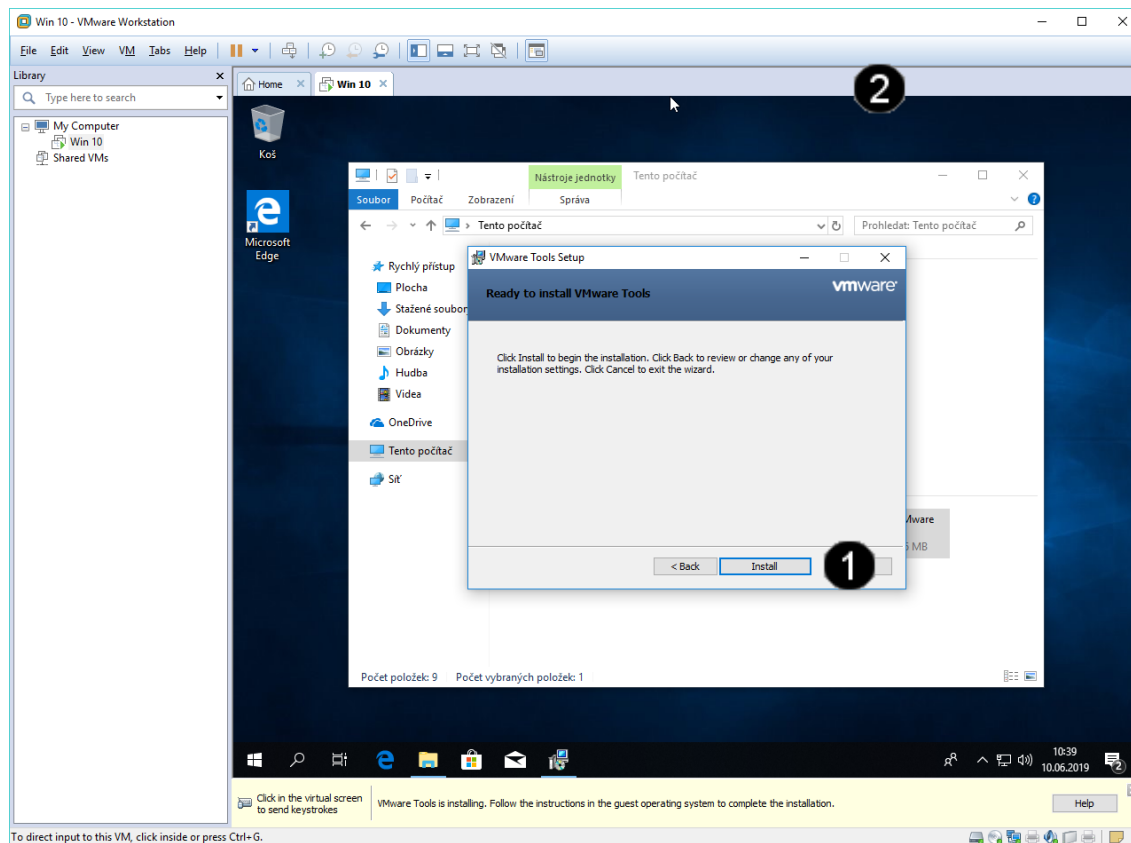 Win 10 - VMware Workstation
File Edit View VM Tabs Help
Library
Home
Win 10
2
Type here to search
My Computer
Win 10
Shared VMs
Koš
Microsoft
Edge
Nástroje jednotky
Tento počítač
Soubor
Počítač
Zobrazení
Správa
Tento počítač
Prohledat: Tento počítač
Rychlý přístup
Plocha
Stažené soubor
Dokumenty
Obrázky
Hudba
Videa
OneDrive
Tento počítač
Síť
VMware Tools Setup
Ready to install VMware Tools
vmware
Click Install to begin the installation. Click Back to review or change any of your
installation settings. Click Cancel to exit the wizard.
Mware
MB
< Back
Install
1
Počet položek: 9
Počet vybraných položek: 1
10:39
10.06.2019
2
Click in the virtual screen
to send keystrokes
VMware Tools is installing. Follow the instructions in the guest operating system to complete the installation.
Help
To direct input to this VM, click inside or press Ctrl+G.